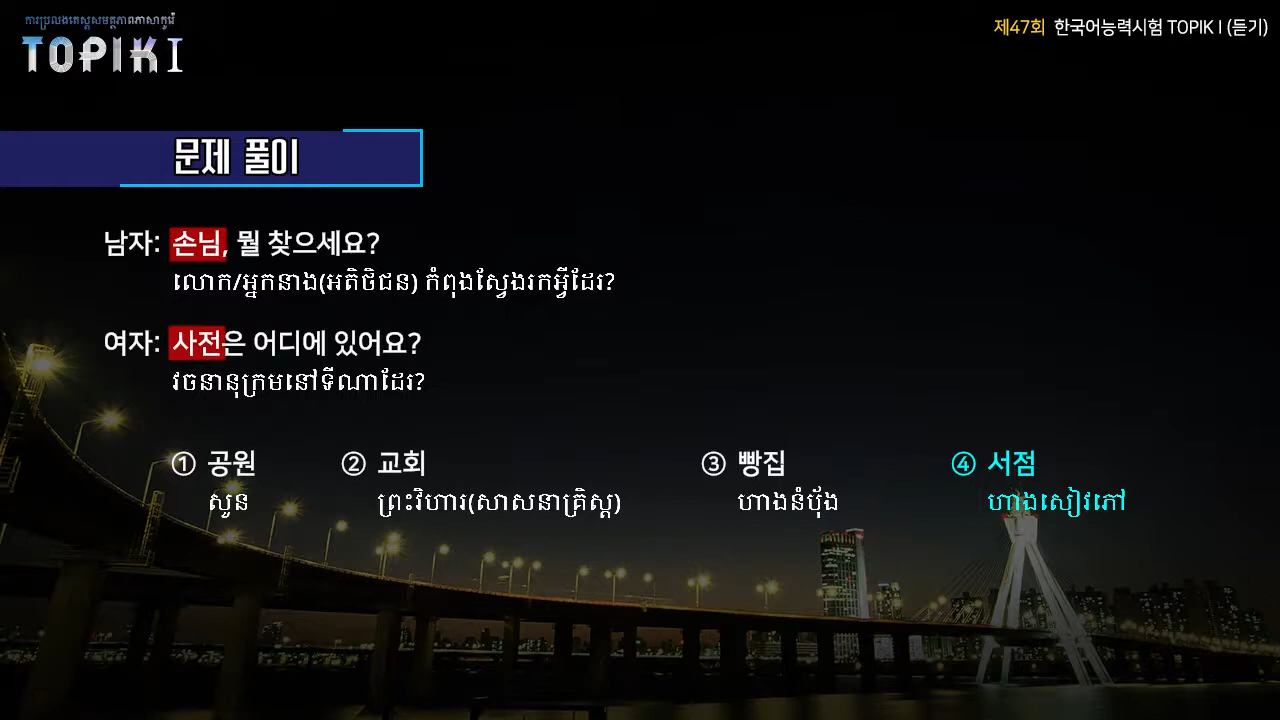 ការប្រលងតេស្តសមត្ថភាពភាសាកូរ៉េ
TOPIK I
제47회 한국어능력시험 TOPIK I (듣기)
문제 풀이
남자: 손님, 뭘 찾으세요?
លោក/អ្នកនាង(អតិថិជន) កំពុងស្វែងរកអ្វីដែរ?
여자: 사전은 어디에 있어요?
វចនានុក្រមនៅទីណាដែរ?
① 공원 ② 교회 ③ 빵집 ④ 서점
សួន ព្រះវិហារ(សាសនាគ្រិស្ត) ហាងនំប៉័ង ហាងសៀវភៅ